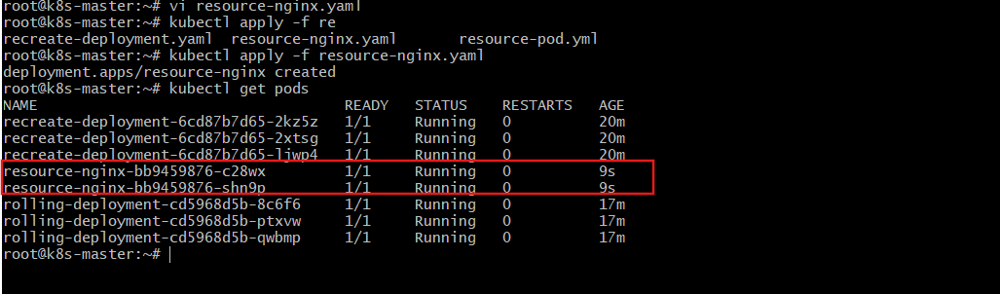 root@k8s-master:~# vi resource-nginx.yaml
root@k8s-master:~# kubectl apply -f re
recreate-deployment.yaml  resource-nginx.yaml       resource-pod.yml
root@k8s-master:~# kubectl apply -f resource-nginx.yaml
deployment.apps/resource-nginx created
root@k8s-master:~# kubectl get pods
NAME                                   READY   STATUS    RESTARTS   AGE
recreate-deployment-6cd87b7d65-2kz5z   1/1     Running   0          20m
recreate-deployment-6cd87b7d65-2xtsg   1/1     Running   0          20m
recreate-deployment-6cd87b7d65-ljwp4   1/1     Running   0          20m
resource-nginx-bb9459876-c28wx         1/1     Running   0          9s
resource-nginx-bb9459876-shn9p         1/1     Running   0          9s
rolling-deployment-cd5968d5b-8c6f6     1/1     Running   0          17m
rolling-deployment-cd5968d5b-ptxvw     1/1     Running   0          17m
rolling-deployment-cd5968d5b-qwbmp     1/1     Running   0          17m
root@k8s-master:~#